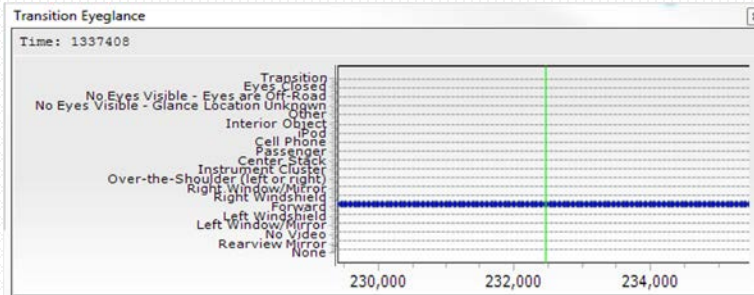 Transition Eyeglance
Time: 1337408
Transition
Eyes Closed
No Eyes Visible - Eyes are Off-Road
No Eyes Visible - Glance Location Unknown
Other
Interior Object
iPod
Cell Phone
Passenger
Center Stack
Instrument Cluster
Over-the-Shoulder (left or right)
Right Window/Mirror
Right Windshield
Forward
Left Windshield
Left Window/Mirror
No Video
Rearview Mirror
None
230,000 232,000 234,000